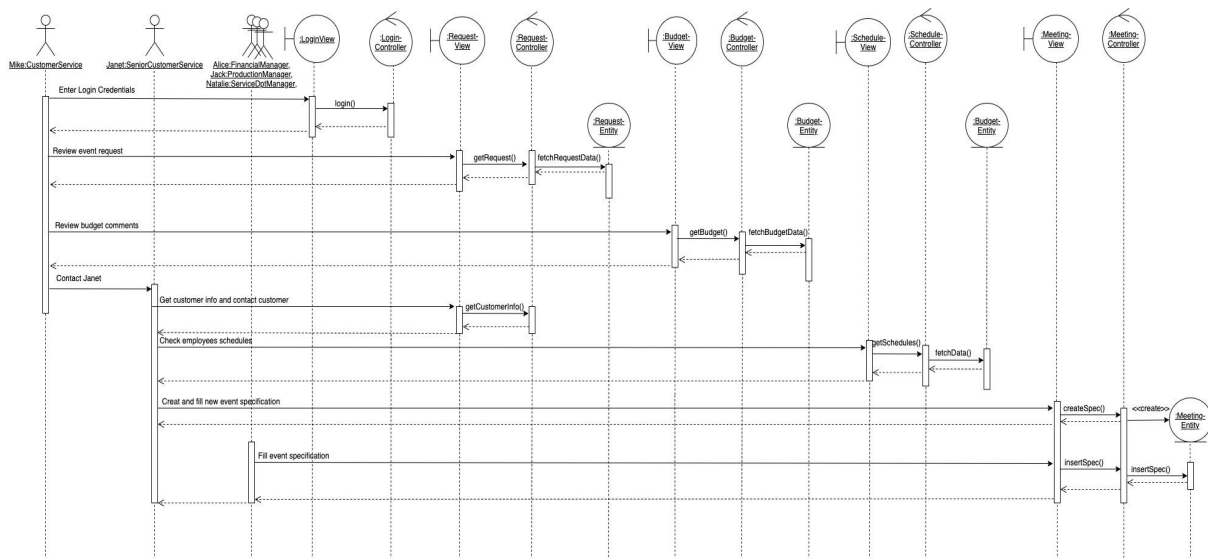 :LoginView
:Login-
Controller
:Request-
View
:Request-
Controller
:Budget-
View
:Budget-
Controller
:Schedule-
View
:Schedule-
Controller
:Meeting-
View
:Meeting-
Controller
Mike:CustomerService
Janet:SeniorCustomerService
Alice:FinancialManager,
Jack:ProductionManager,
Natalie:ServiceDptManager,
Enter Login Credentials
login()
:Request-
Entity
:Budget-
Entity
:Budget-
Entity
Review event request
getRequest()
fetchRequestData()
Review budget comments
getBudget()
fetchBudgetData()
Contact Janet
Get customer info and contact customer
getCustomerInfo()
Check employees schedules
getSchedules()
fetchData()
Creat and fill new event specification
createSpec()
<<create>>
:Meeting-
Entity
Fill event specification
insertSpec()
insertSpec()